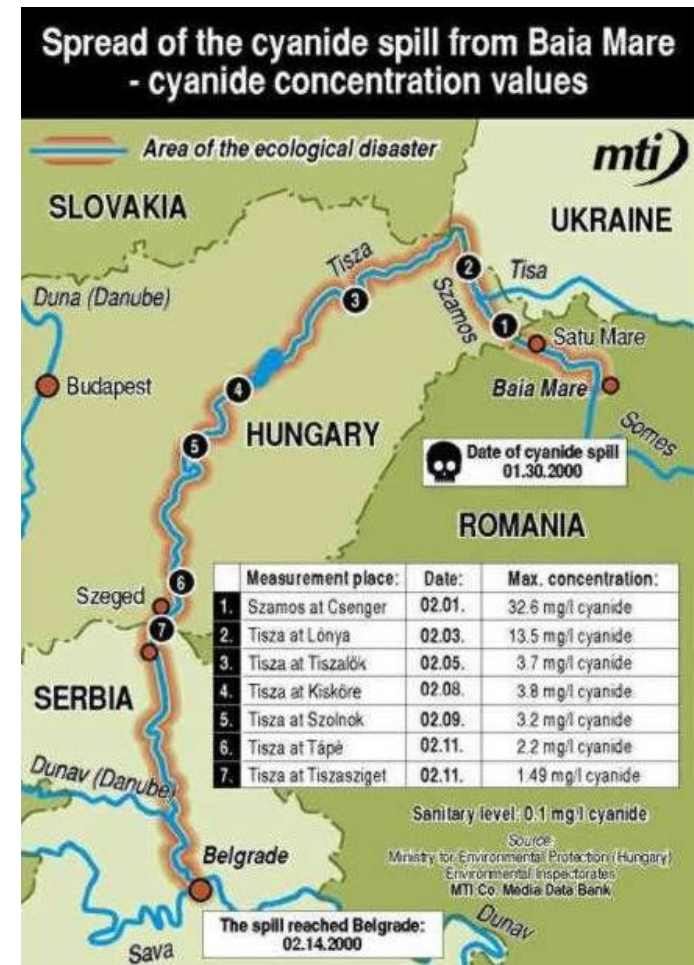 Spread of the cyanide spill from Baia Mare
- cyanide concentration values
Area of the ecological disaster
mti
SLOVAKIA
UKRAINE
Tisza
Duna (Danube)
Tisa
Szamos
Satu Mare
Budapest
Baia Mare
HUNGARY
Somes
Date of cyanide spill
01.30.2000
ROMANIA
Szeged
Measurement place: Date: Max. concentration:
1. Szamos at Csenger 02.01. 32.6 mg/l cyanide
2. Tisza at Lónya 02.03. 13.5 mg/l cyanide
3. Tisza at Tiszalök 02.05. 3.7 mg/l cyanide
4. Tisza at Kisköre 02.08. 3.8 mg/l cyanide
5. Tisza at Szolnok 02.09. 3.2 mg/l cyanide
6. Tisza at Tápé 02.11. 2.2 mg/l cyanide
7. Tisza at Tiszasziget 02.11. 1.49 mg/l cyanide
1
2
3
4
5
6
7
SERBIA
Dunav (Danube)
Sanitary level: 0.1 mg/l cyanide
Source:
Ministry for Environmental Protection (Hungary)
Environmental Inspectorates
MTI Co. Media Data Bank
Belgrade
The spill reached Belgrade:
02.14.2000
Sava
Dunav